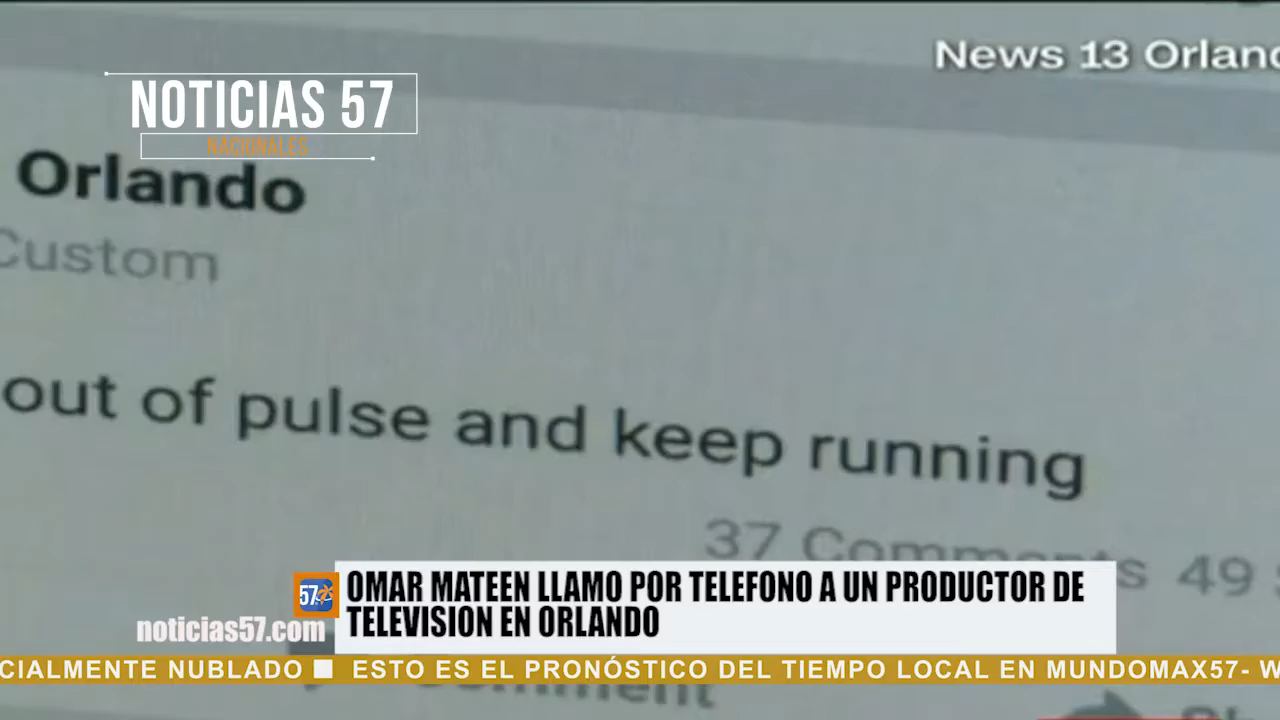 News 13 Orland
NOTICIAS 57
NACIONALES
Orlando
Custom
out of pulse and keep running
37 Comments 49
57
OMAR MATEEN LLAMO POR TELEFONO A UN PRODUCTOR DE
TELEVISION EN ORLANDO
noticias57.com
CIALMENTE NUBLADO ■ ESTO ES EL PRONÓSTICO DEL TIEMPO LOCAL EN MUNDOMAX57- W
Comment